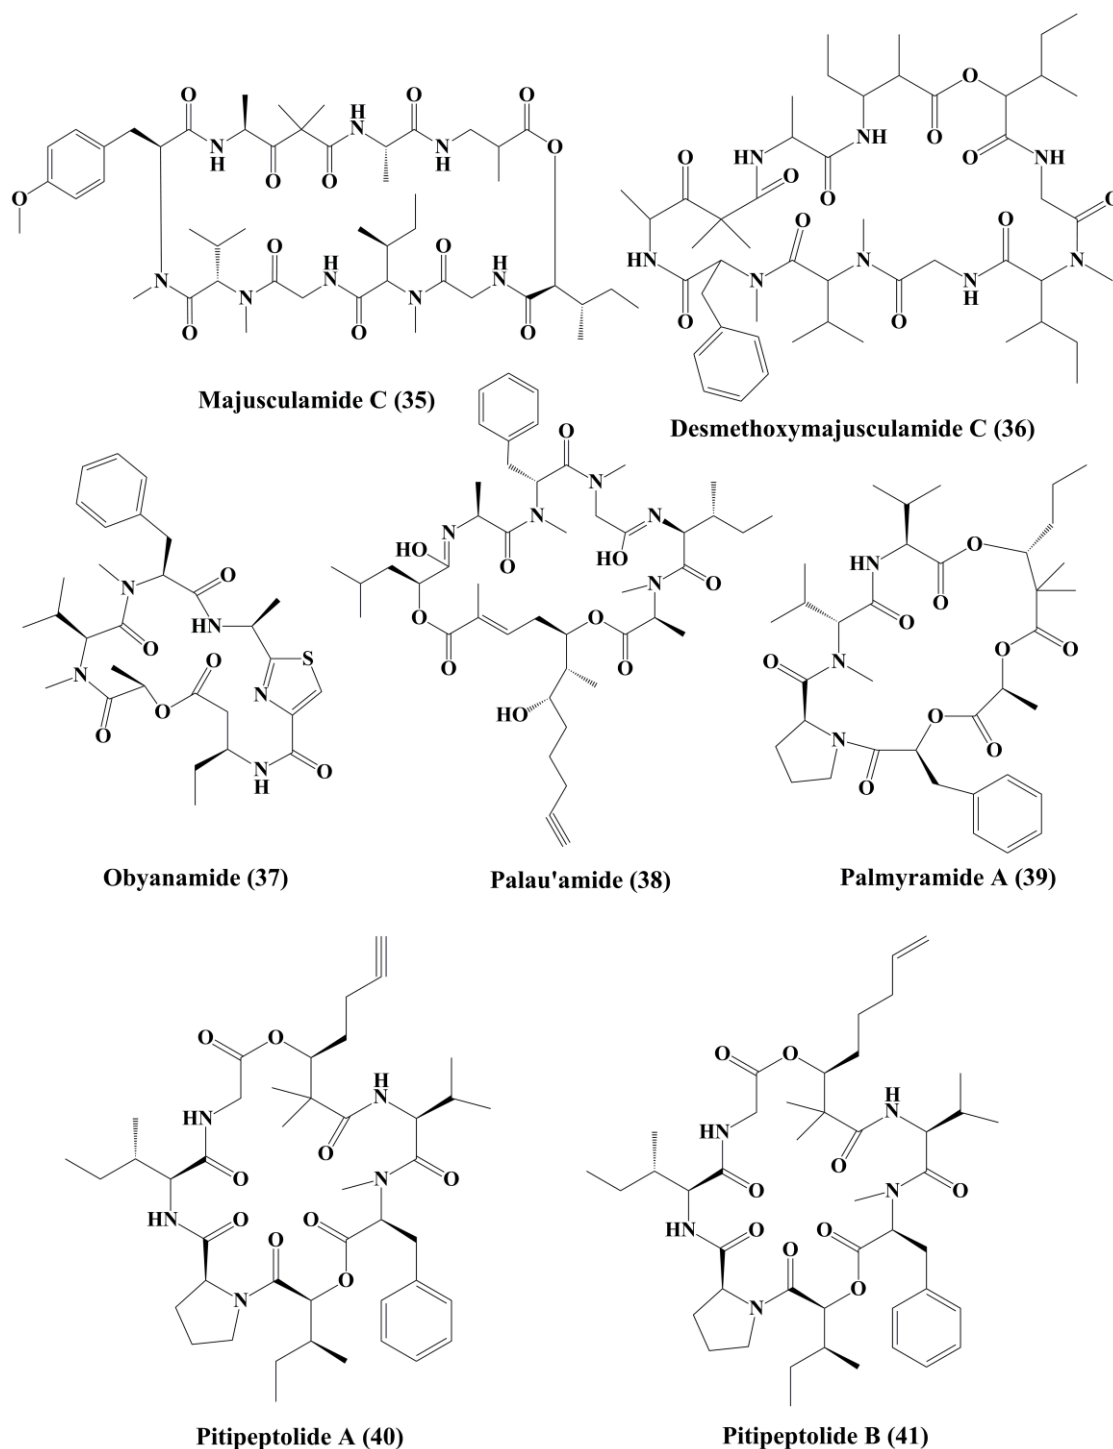 Majusculamide C (35)
Desmethoxymajusculamide C (36)
Obyanamide (37)
Palau'amide (38)
Palmyramide A (39)
Pitipeptolide A (40)
Pitipeptolide B (41)